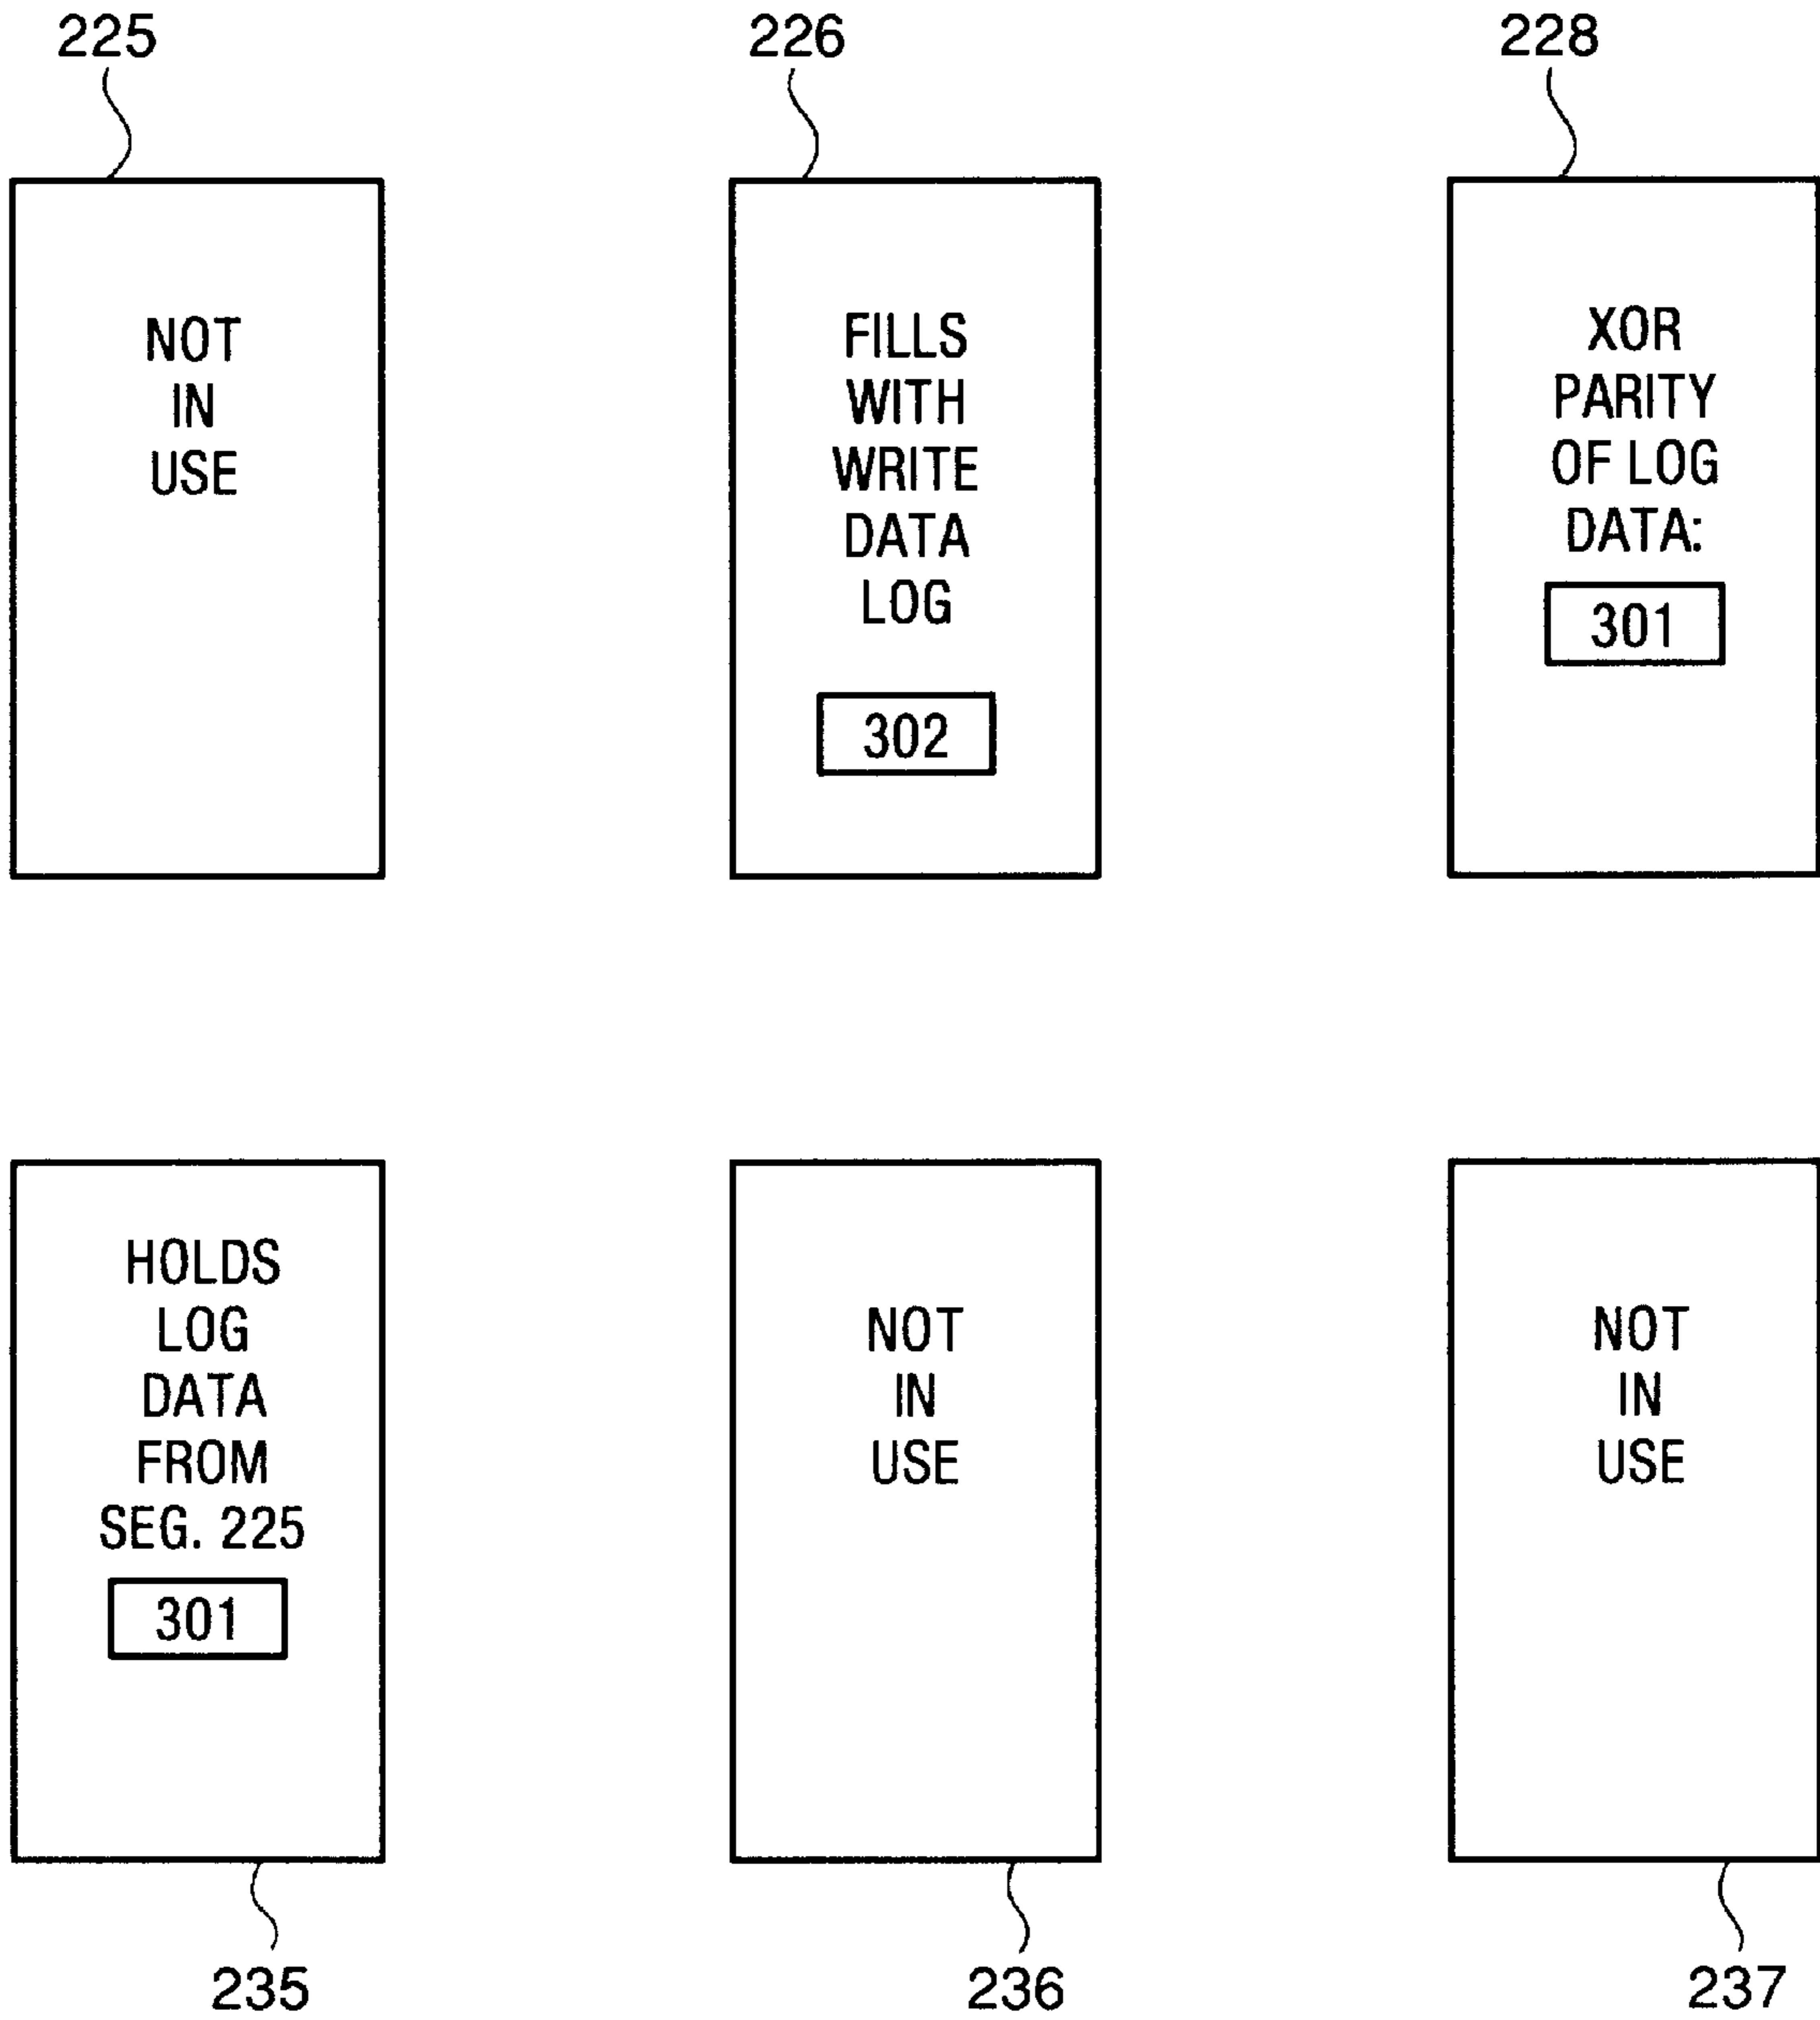 225
226
228
NOT
IN
USE
FILLS
WITH
WRITE
DATA
LOG
302
XOR
PARITY
OF LOG
DATA:
301
HOLDS
LOG
DATA
FROM
SEG. 225
301
NOT
IN
USE
NOT
IN
USE
235
236
237